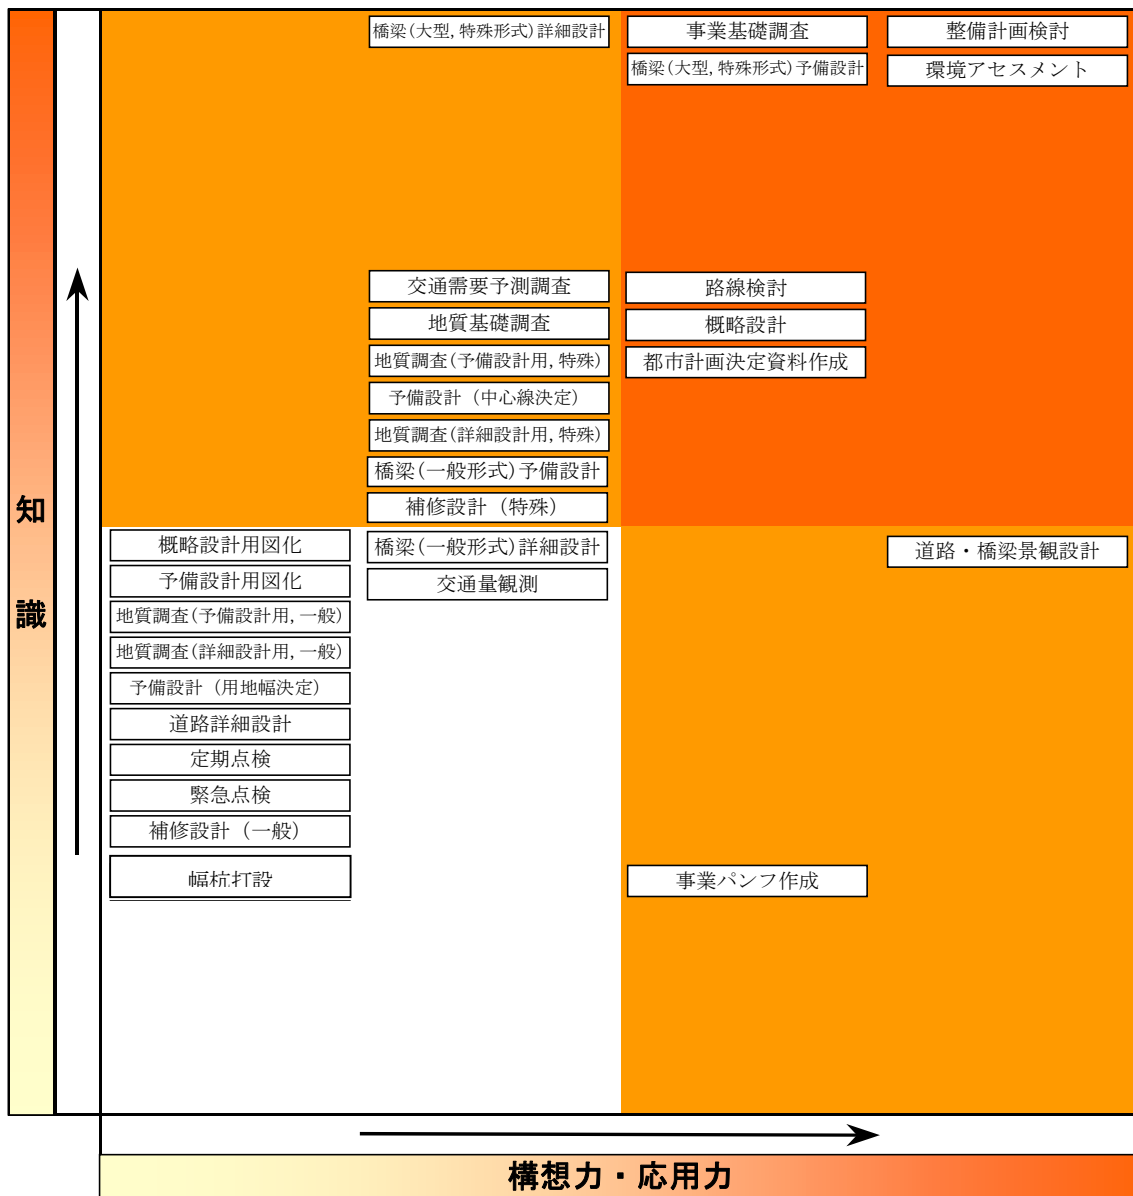 橋梁(大型,特殊形式)詳細設計
事業基礎調査
整備計画検討
橋梁(大型,特殊形式)予備設計
環境アセスメント
交通需要予測調査
路線検討
地質基礎調査
概略設計
地質調査(予備設計用,特殊)
都市計画決定資料作成
予備設計（中心線決定）
地質調査(詳細設計用,特殊)
橋梁(一般形式)予備設計
補修設計（特殊）
知
識
概略設計用図化
橋梁(一般形式)詳細設計
道路・橋梁景観設計
予備設計用図化
交通量観測
地質調査(予備設計用,一般)
地質調査(詳細設計用,一般)
予備設計（用地幅決定）
道路詳細設計
定期点検
緊急点検
補修設計（一般）
幅杭打設
事業パンフ作成
構想力・応用力